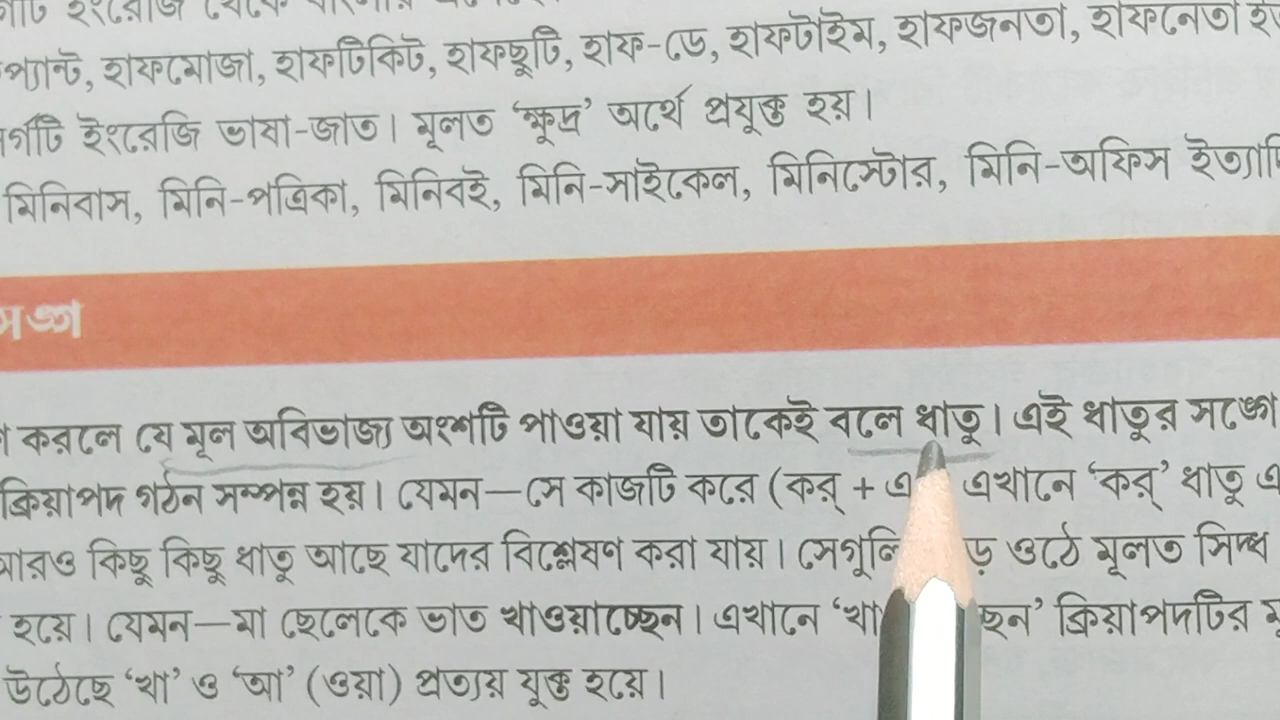 প্যান্ট, হাফমোজা, হাফটিকিট, হাফছুটি, হাফ-ডে, হাফটাইম, হাফজনতা, হাফনেতা
ইংরেজি ভাষা-জাত। মূলত ‘ক্ষুদ্র’ অর্থে প্রযুক্ত হয়।
মিনিবাস, মিনি-পত্রিকা, মিনিবই, মিনি-সাইকেল, মিনিস্টোর, মিনি-অফিস
করলে যে মূল অবিভাজ্য অংশটি পাওয়া যায় তাকেই বলে ধাতু। এই ধাতুর সঙ্গে
ক্রিয়াপদ গঠন সম্পন্ন হয়। যেমন—সে কাজটি করে (কর্ + এ এখানে ‘কর্’ ধাতু
আরও কিছু কিছু ধাতু আছে যাদের বিশ্লেষণ করা যায়। ওঠে মূলত সিদ্ধ
হয়ে। যেমন—মা ছেলেকে ভাত খাওয়াচ্ছেন। এখানে ক্রিয়াপদটির
উঠেছে ‘খা’ ও ‘আ’ (ওয়া) প্রত্যয় যুক্ত হয়ে।